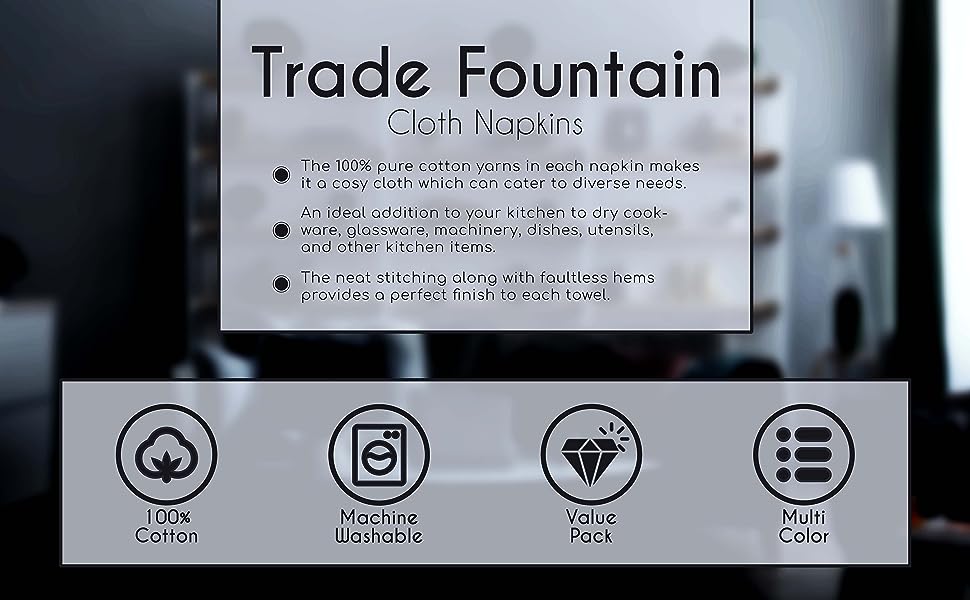 Trade Fountain
Cloth Napkins
The 100% pure cotton yarns in each napkin makes
it a cosy cloth which can cater to diverse needs.
An ideal addition to your kitchen to dry cook-
ware, glassware, machinery, dishes, utensils,
and other kitchen items.
The neat stitching along with faultless hems
provides a perfect finish to each towel.
100%
Cotton
Machine
Washable
Value
Pack
Multi
Color